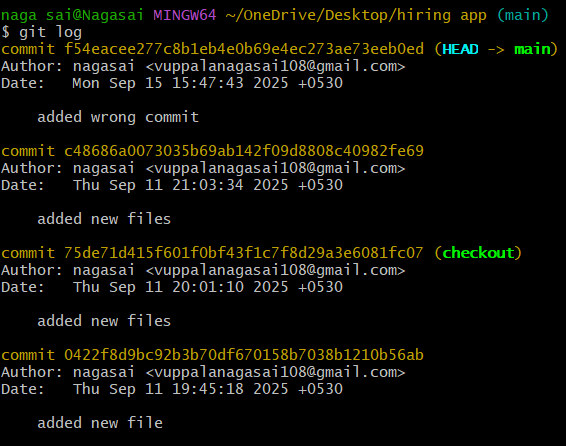 naga sai@Nagasai MINGW64 ~/OneDrive/Desktop/hiring app (main)
$ git log
commit f54eacee277c8b1eb4e0b69e4ec273ae73eeb0ed (HEAD -> main)
Author: nagasai <vuppalanagasai108@gmail.com>
Date:   Mon Sep 15 15:47:43 2025 +0530

    added wrong commit

commit c48686a0073035b69ab142f09d8808c40982fe69
Author: nagasai <vuppalanagasai108@gmail.com>
Date:   Thu Sep 11 21:03:34 2025 +0530

    added new files

commit 75de71d415f601f0bf43f1c7f8d29a3e6081fc07 (checkout)
Author: nagasai <vuppalanagasai108@gmail.com>
Date:   Thu Sep 11 20:01:10 2025 +0530

    added new files

commit 0422f8d9bc92b3b70df670158b7038b1210b56ab
Author: nagasai <vuppalanagasai108@gmail.com>
Date:   Thu Sep 11 19:45:18 2025 +0530

    added new file